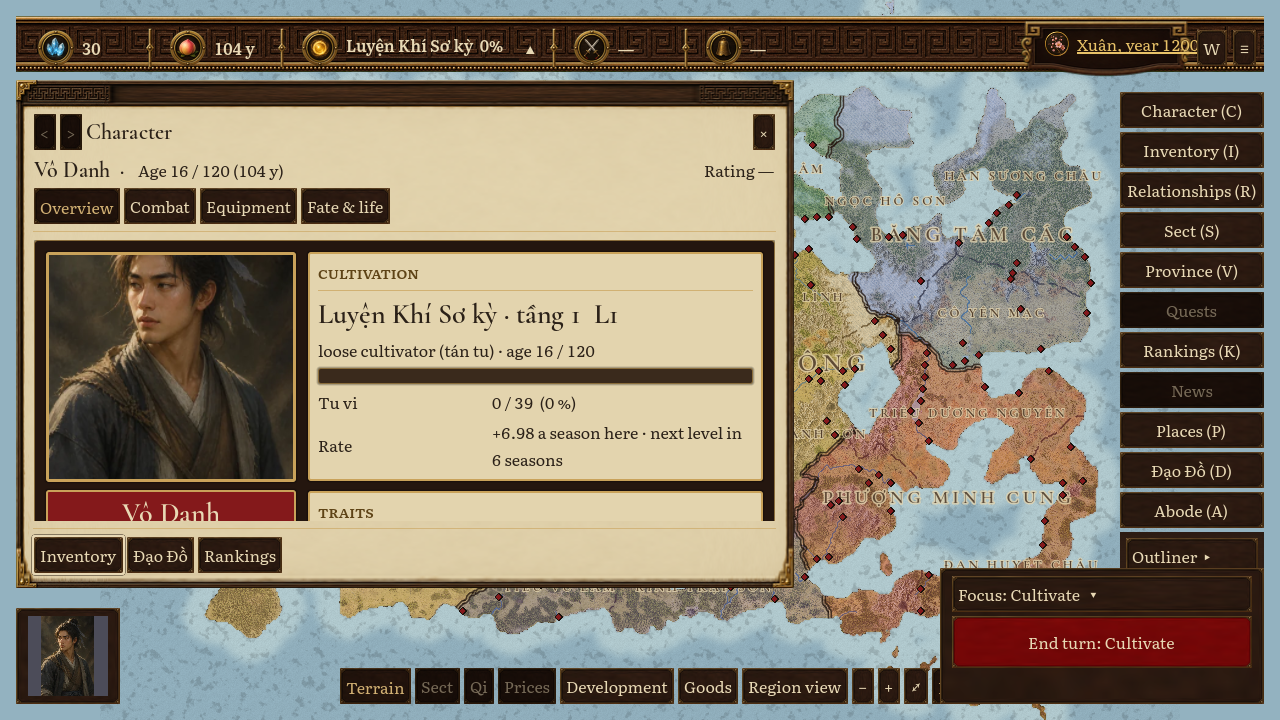 30
104 y
Luyện Khí Sơ kỳ 0%
▲
—
—
Xuân, year 1200
W
≡
< > Character
×
Vô Danh · Age 16 / 120 (104 y)
Rating —
Overview
Combat
Equipment
Fate & life
CULTIVATION
Luyện Khí Sơ kỳ · tầng 1 L1
loose cultivator (tán tu) · age 16 / 120
Tu vi 0 / 39 (0 %)
Rate +6.98 a season here · next level in
6 seasons
Vô Danh
TRAITS
Inventory
Đạo Đồ
Rankings
HÀN SƯƠNG CHÂU
NGỌC HỒ SƠN
BĂNG TÂM CÁC
CỔ YÊN MẠC
TRIỀU DƯƠNG NGUYÊN
PHƯỢNG MINH CUNG
ĐAN HUYỆT CHÂU
Character (C)
Inventory (I)
Relationships (R)
Sect (S)
Province (V)
Quests
Rankings (K)
News
Places (P)
Đạo Đồ (D)
Abode (A)
Outliner ▸
Focus: Cultivate ▾
End turn: Cultivate
Terrain
Sect
Qi
Prices
Development
Goods
Region view
−
+
⤢